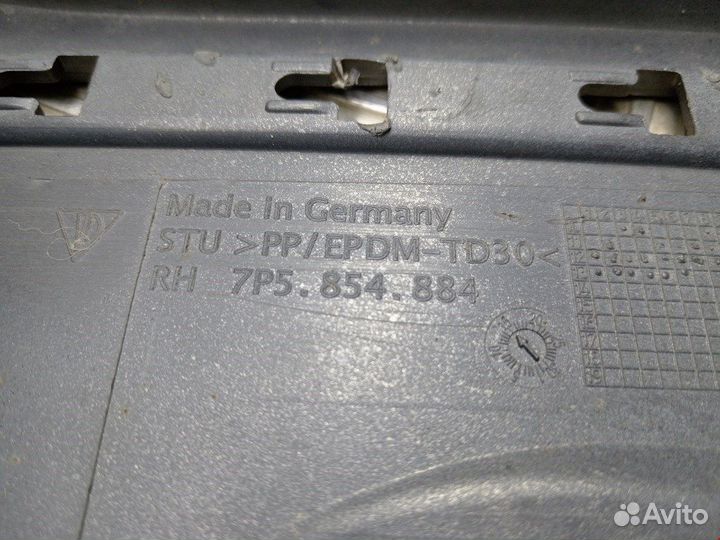 Made In Germany
STU >PP/EPDM-TD30<
RH 7P5.854.884
Avito